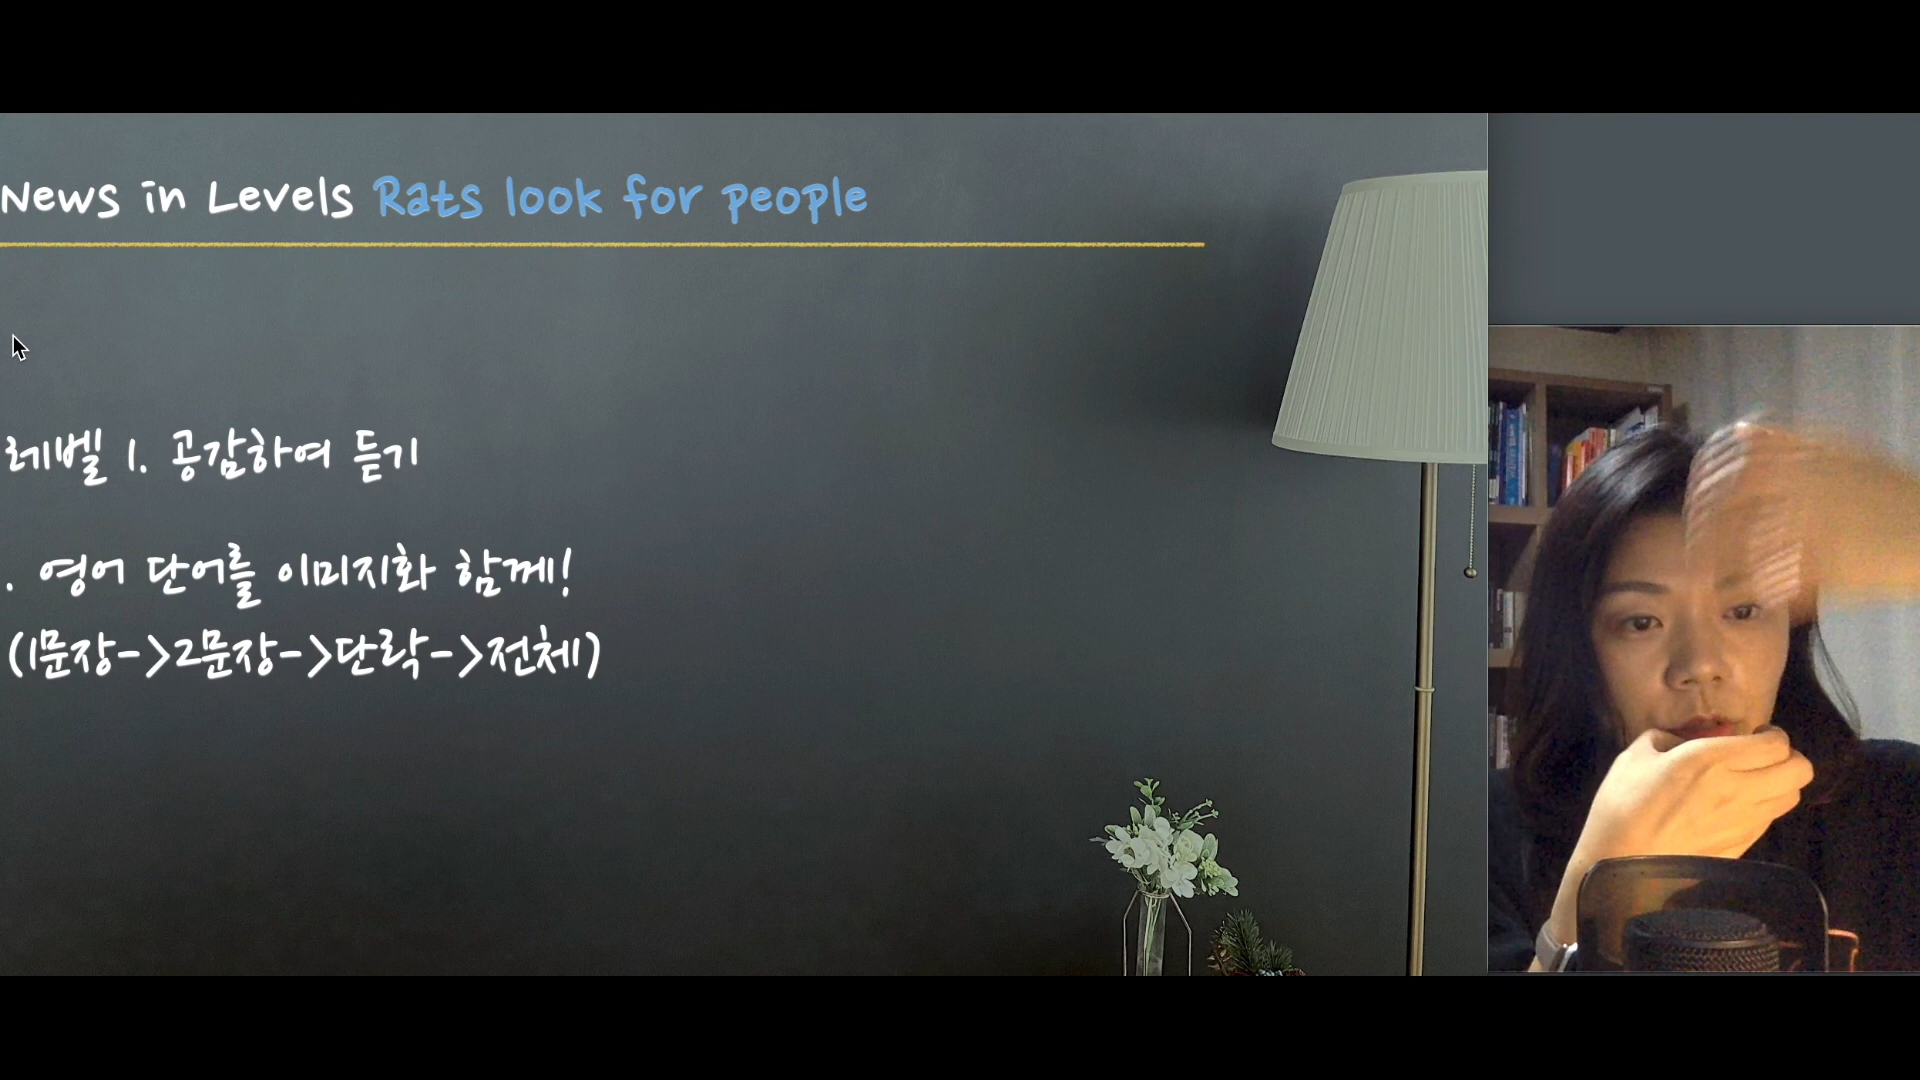 News in Levels Rats look for people
레벨 1. 공감하여 듣기
. 영어 단어를 이미지화 함께!
(1문장->2문장->단락->전체)